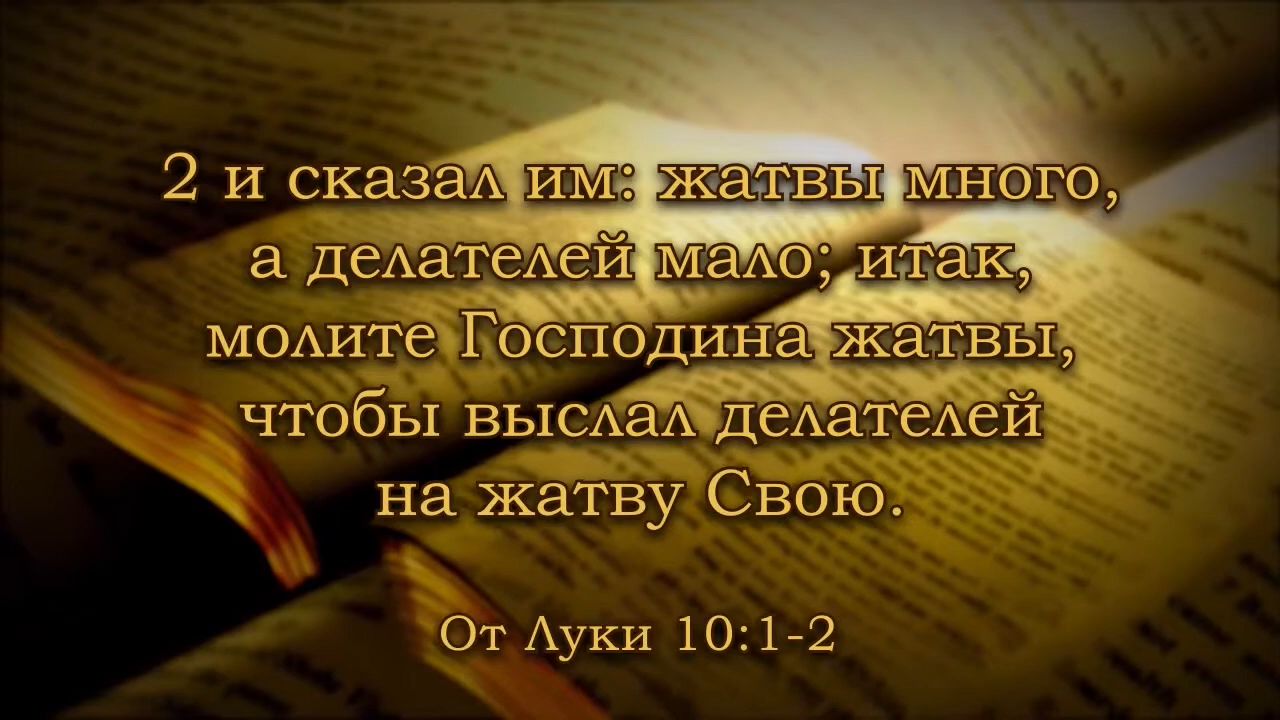 2 и сказал им: жатвы много,
а делателей мало; итак,
молите Господина жатвы,
чтобы выслал делателей
на жатву Свою.
От Луки 10:1-2